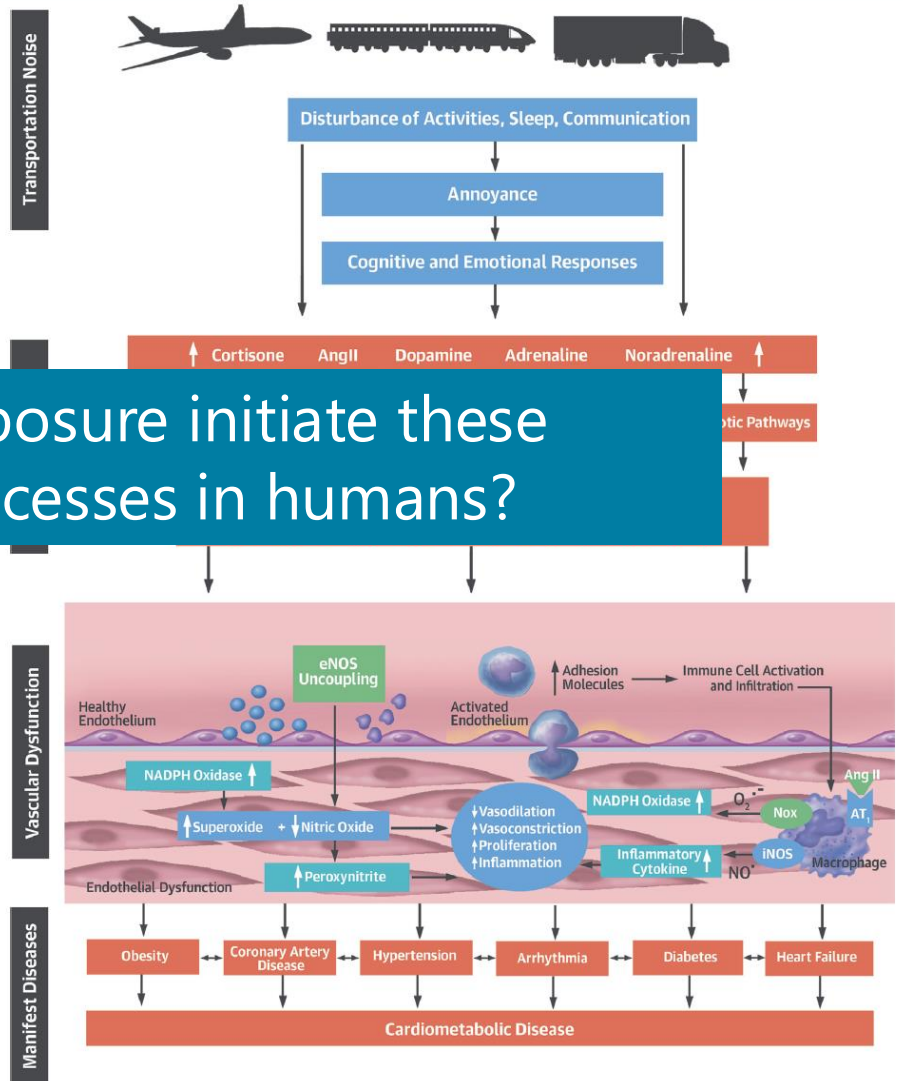 Transportation Noise
Disturbance of Activities, Sleep, Communication
Annoyance
Cognitive and Emotional Responses
↑ Cortisone AngII Dopamine Adrenaline Noradrenaline ↑
posure initiate these
cesses in humans?
otic Pathways
Vascular Dysfunction
eNOS
Uncoupling
↑ Adhesion
Molecules
Immune Cell Activation
and Infiltration
Healthy
Endothelium
Activated
Endothelium
NADPH Oxidase ↑
↑Superoxide + ↓Nitric Oxide
↑Peroxynitrite
Endothelial Dysfunction
↓Vasodilation
↑Vasoconstriction
↑Proliferation
↑Inflammation
NADPH Oxidase ↑
O₂˙⁻
Nox
Ang II
AT₁
Inflammatory
Cytokine ↑
NO˙
iNOS
Macrophage
Manifest Diseases
Obesity
Coronary Artery
Disease
Hypertension
Arrhythmia
Diabetes
Heart Failure
Cardiometabolic Disease